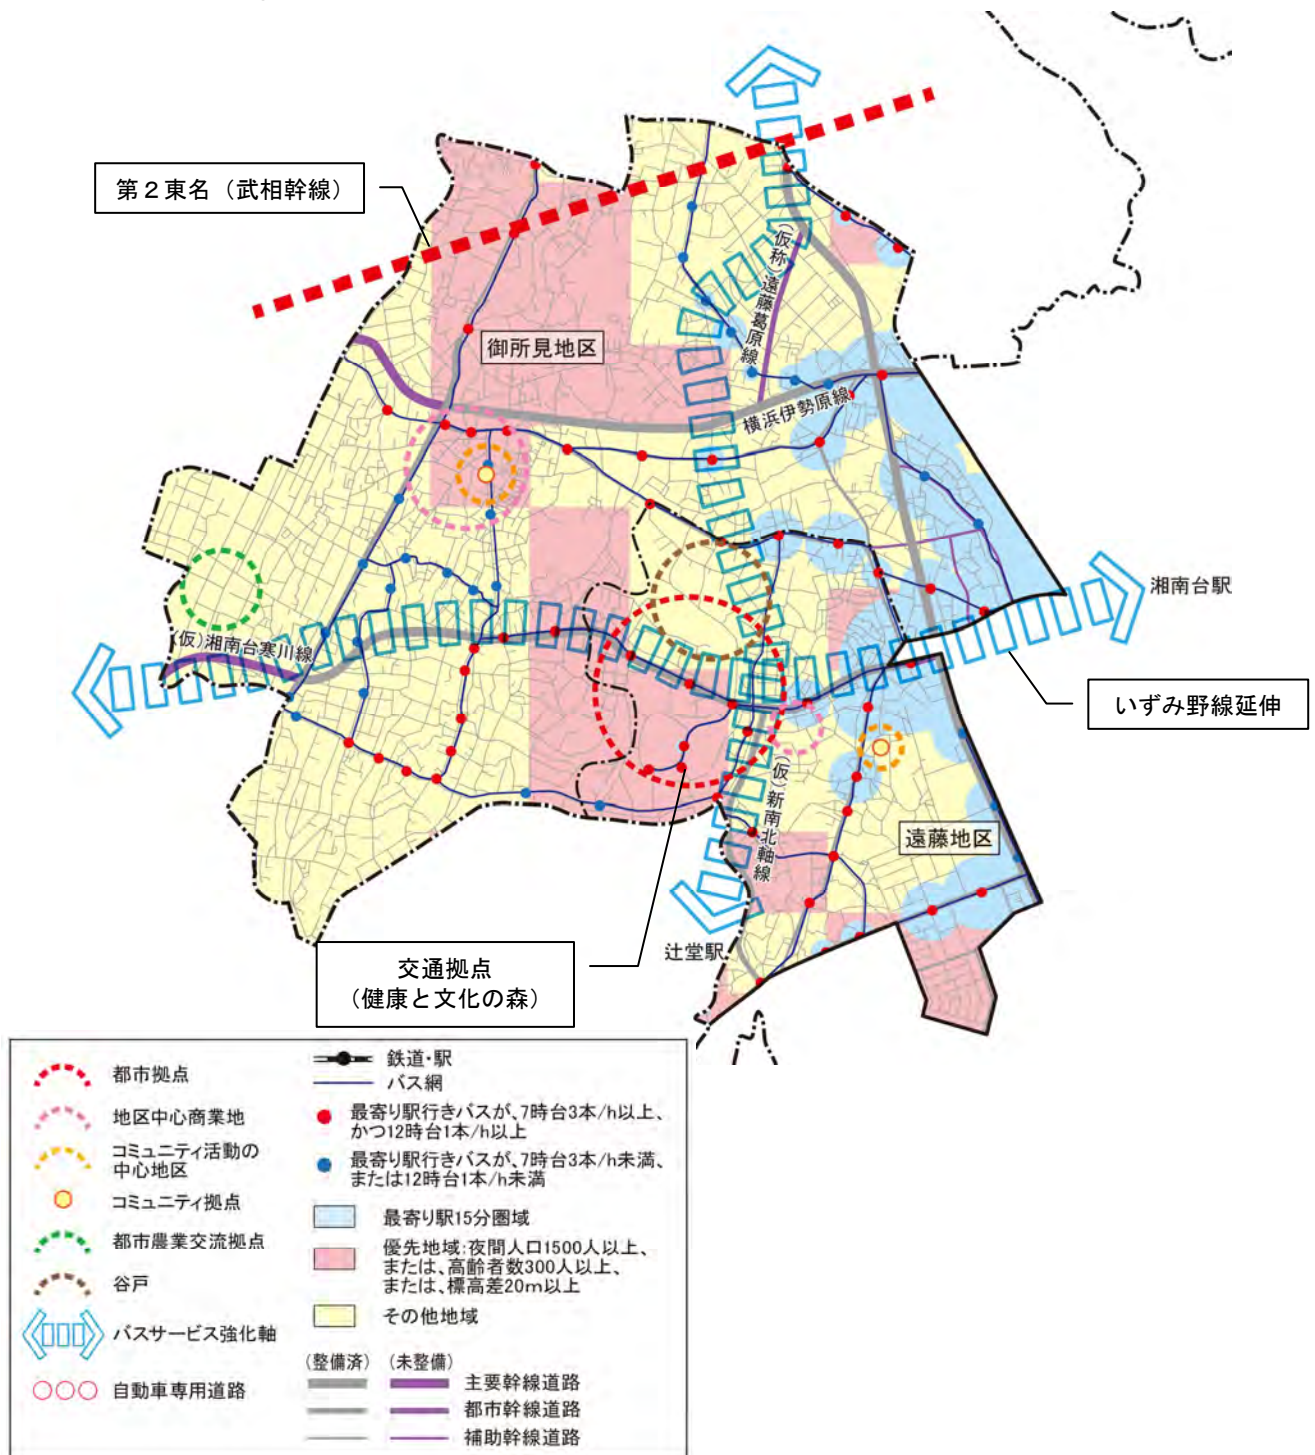 第２東名（武相幹線）
(仮称)遠藤葛原線
御所見地区
横浜伊勢原線
湘南台駅
(仮)湘南台寒川線
いずみ野線延伸
(仮)新南北軸線
遠藤地区
辻堂駅
交通拠点
（健康と文化の森）
都市拠点
地区中心商業地
コミュニティ活動の
中心地区
コミュニティ拠点
都市農業交流拠点
谷戸
バスサービス強化軸
自動車専用道路
鉄道・駅
バス網
最寄り駅行きバスが、7時台3本/h以上、
かつ12時台1本/h以上
最寄り駅行きバスが、7時台3本/h未満、
または12時台1本/h未満
最寄り駅15分圏域
優先地域:夜間人口1500人以上、
または、高齢者数300人以上、
または、標高差20m以上
その他地域
(整備済) (未整備)
主要幹線道路
都市幹線道路
補助幹線道路